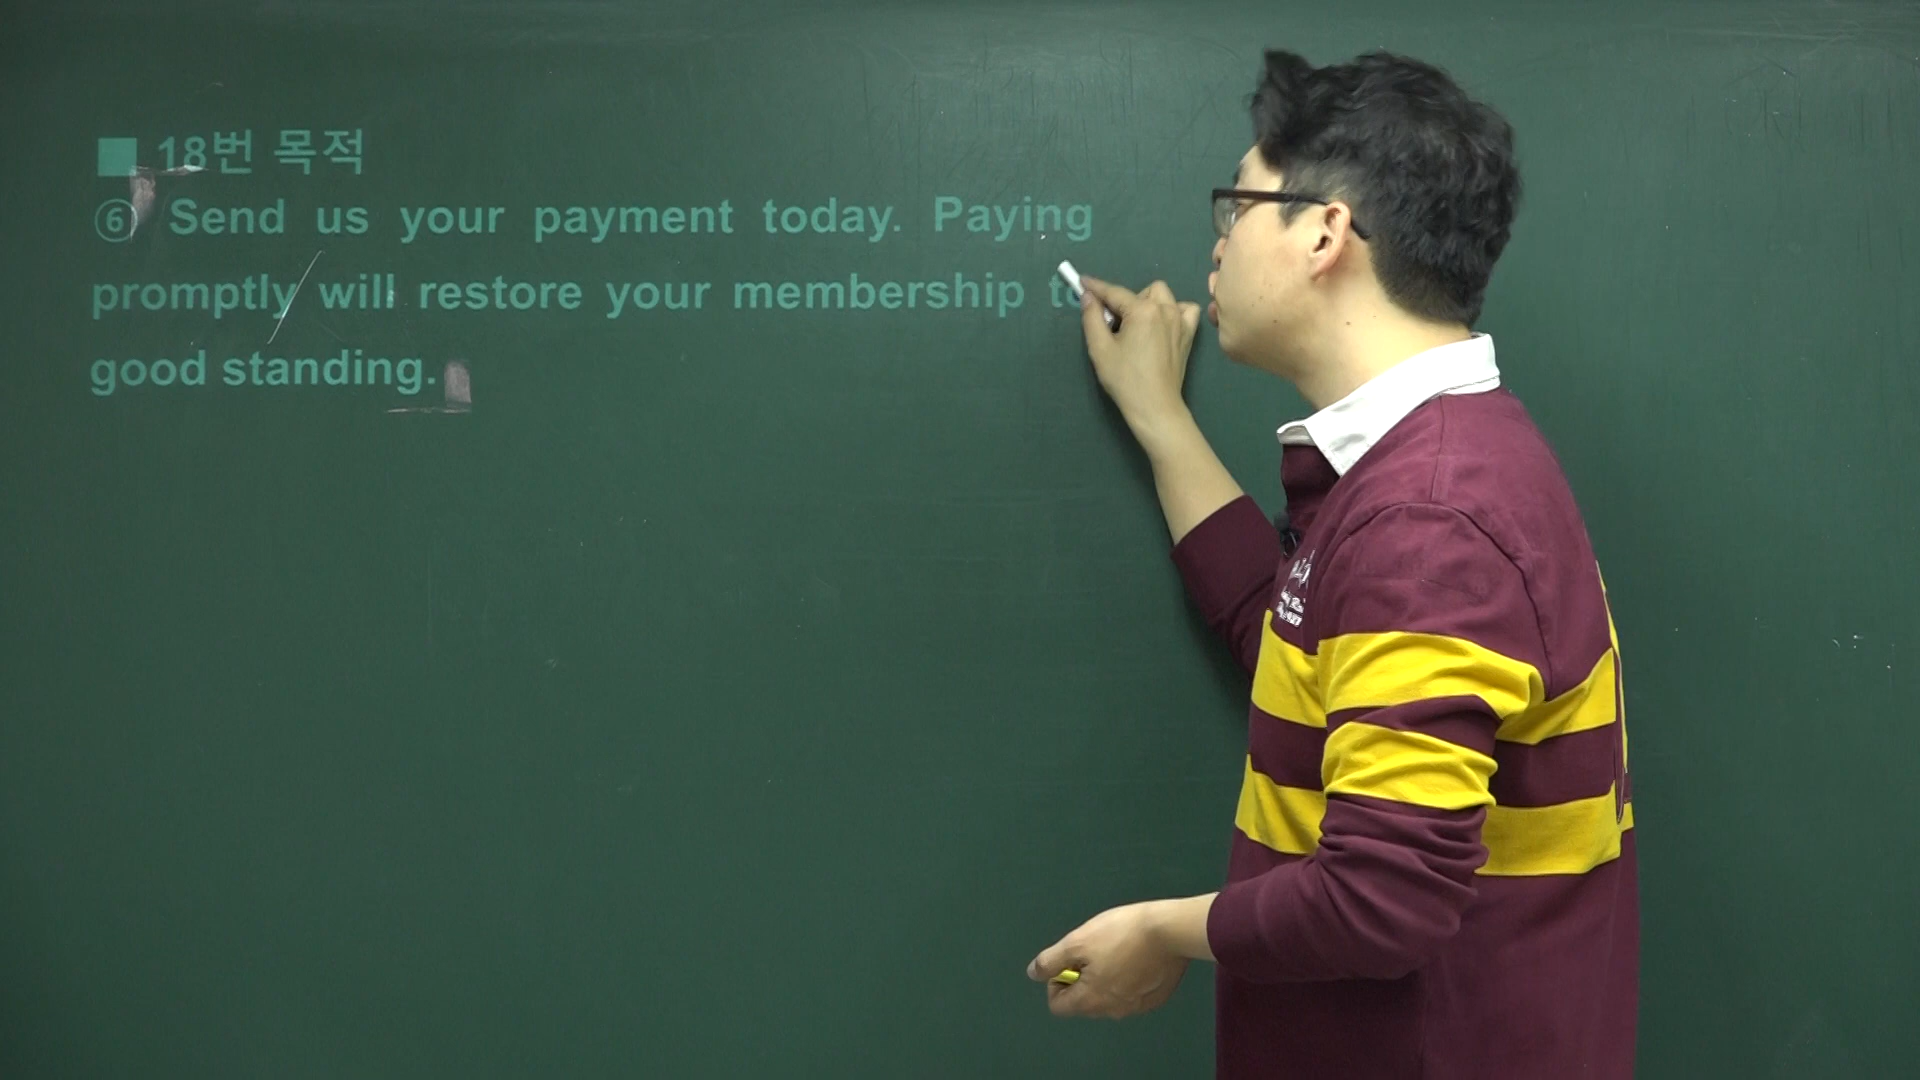 ■ 18번 목적
⑥ Send us your payment today. Paying
promptly will restore your membership to
good standing.